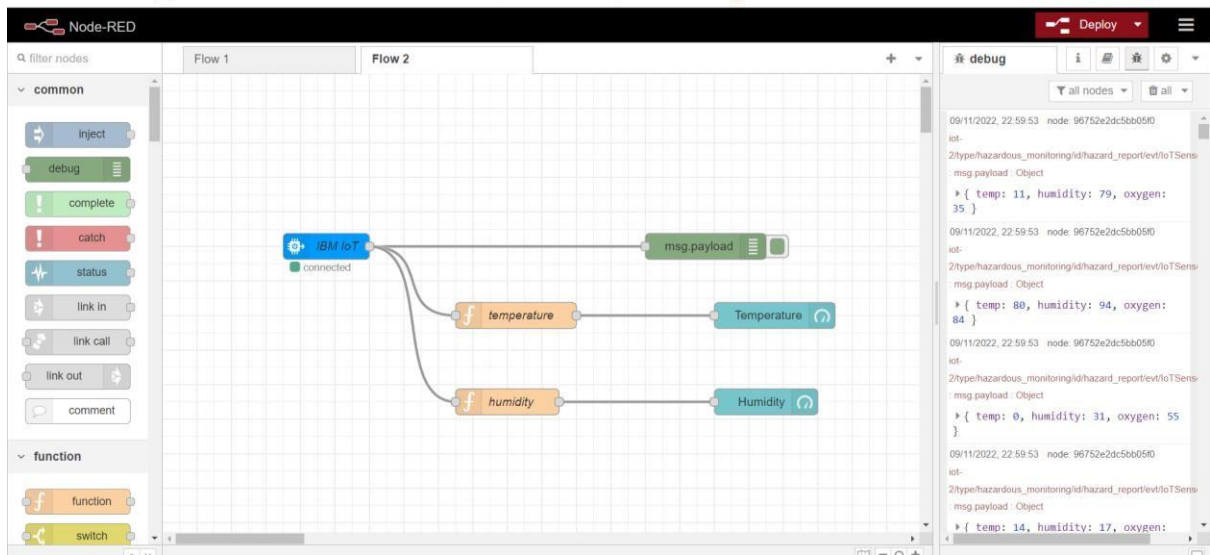 Node-RED
Deploy
filter nodes
common
inject
debug
complete
catch
status
link in
link call
link out
comment
function
function
switch
Flow 1
Flow 2
IBM IoT
connected
msg.payload
temperature
Temperature
humidity
Humidity
debug
i
all nodes
all
09/11/2022, 22:59:53 node: 96752e2dc5bb05f0
iot-
2/type/hazardous_monitoring/id/hazard_report/evt/IoTSens
: msg.payload : Object
{ temp: 11, humidity: 79, oxygen:
35 }
09/11/2022, 22:59:53 node: 96752e2dc5bb05f0
iot-
2/type/hazardous_monitoring/id/hazard_report/evt/IoTSens
: msg.payload : Object
{ temp: 80, humidity: 94, oxygen:
84 }
09/11/2022, 22:59:53 node: 96752e2dc5bb05f0
iot-
2/type/hazardous_monitoring/id/hazard_report/evt/IoTSens
: msg.payload : Object
{ temp: 0, humidity: 31, oxygen: 55
}
09/11/2022, 22:59:53 node: 96752e2dc5bb05f0
iot-
2/type/hazardous_monitoring/id/hazard_report/evt/IoTSens
: msg.payload : Object
{ temp: 14, humidity: 17, oxygen: